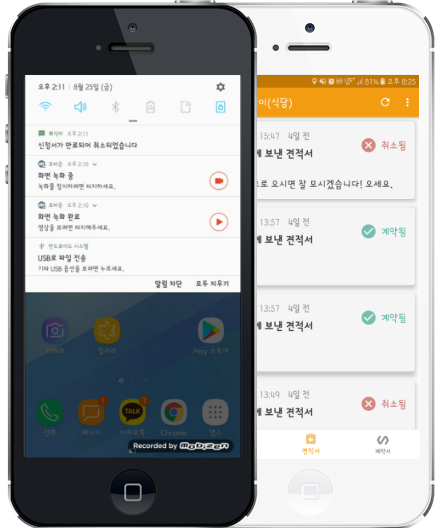 오후 2:11 | 8월 25일 (금)
회식어 오후 2:11
신청서가 만료되어 취소되었습니다
모비즌 오후 2:10
화면 녹화 중
녹화를 정지하려면 터치하세요.
모비즌 오후 2:10
화면 녹화 완료
영상을 보려면 터치해주세요.
안드로이드 시스템
USB로 파일 전송
기타 USB 옵션을 보려면 누르세요.
알림 차단 모두 지우기
갤러리
Play 스토어
전화
메시지
카카오톡
Chrome
앱스
TALK
Recorded by mobizen
81% 오후 8:25
이(식당)
15:47 4일 전
에 보낸 견적서
취소됨
으로 오시면 잘 모시겠습니다! 오세요.
13:57 4일 전
에 보낸 견적서
계약됨
13:57 4일 전
에 보낸 견적서
계약됨
13:49 4일 전
에 보낸 견적서
취소됨
견적서
계약서